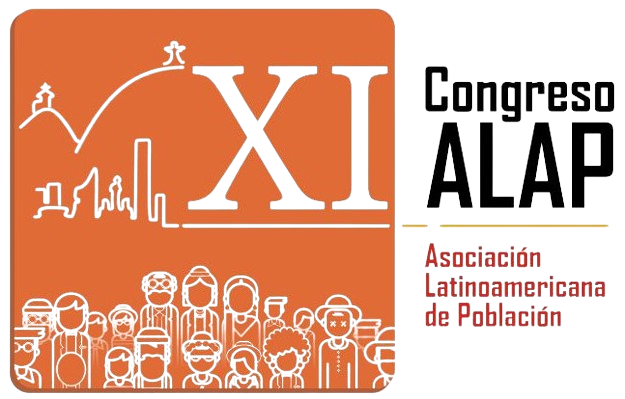 XI
Congreso
ALAP
Asociación
Latinoamericana
de Población